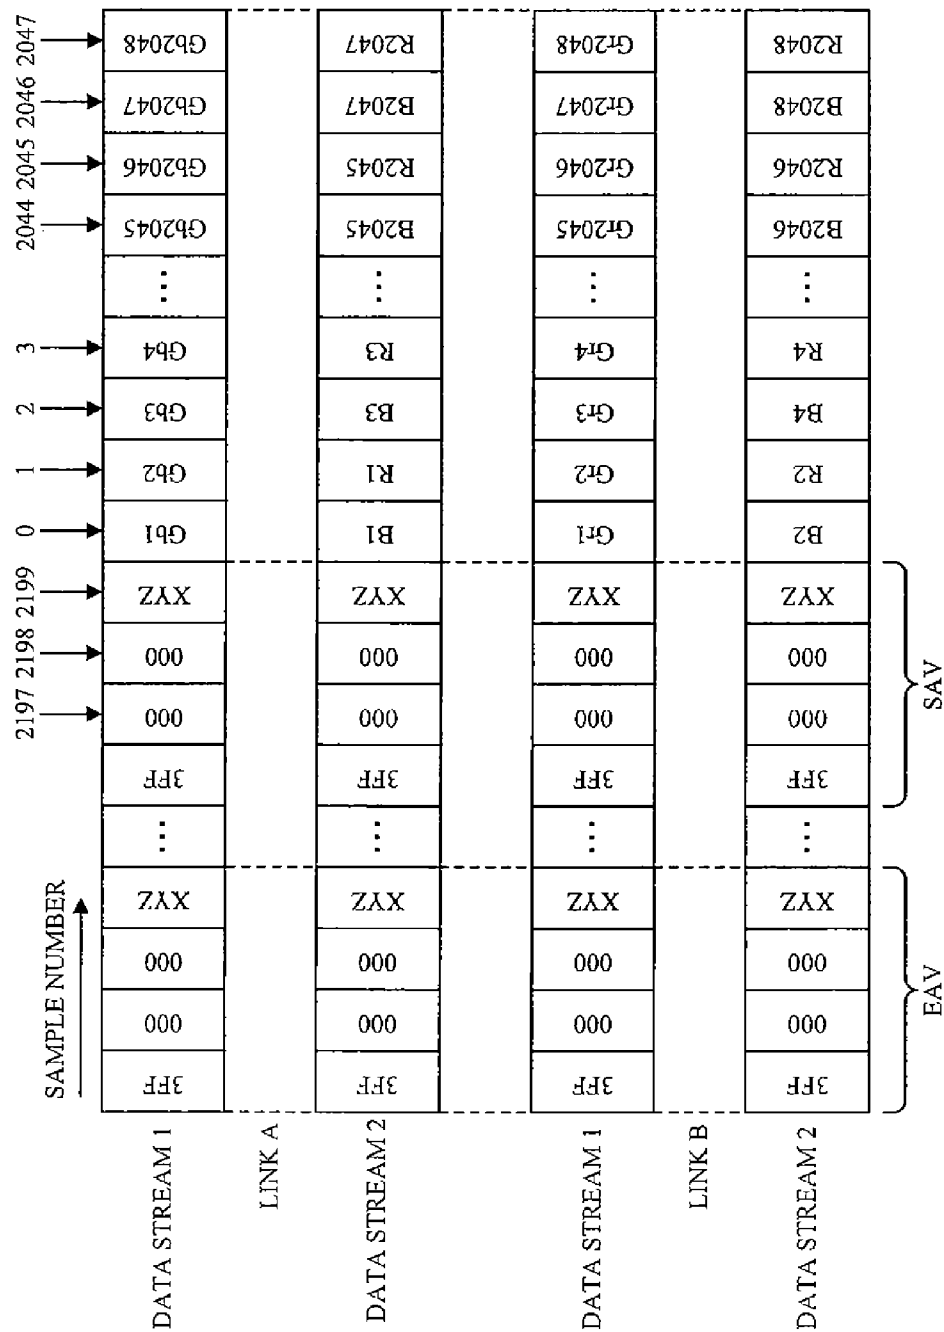 SAMPLE NUMBER
2197 2198 2199 0 1 2 3 2044 2045 2046 2047
DATA STREAM 1
3FF 000 000 XYZ ... 3FF 000 000 XYZ Gb1 Gb2 Gb3 Gb4 ... Gb2045 Gb2046 Gb2047 Gb2048
LINK A
DATA STREAM 2
3FF 000 000 XYZ ... 3FF 000 000 XYZ B1 R1 B3 R3 ... B2045 R2045 B2047 R2047
DATA STREAM 1
3FF 000 000 XYZ ... 3FF 000 000 XYZ Gr1 Gr2 Gr3 Gr4 ... Gr2045 Gr2046 Gr2047 Gr2048
LINK B
DATA STREAM 2
3FF 000 000 XYZ ... 3FF 000 000 XYZ B2 R2 B4 R4 ... B2046 R2046 B2048 R2048
EAV SAV